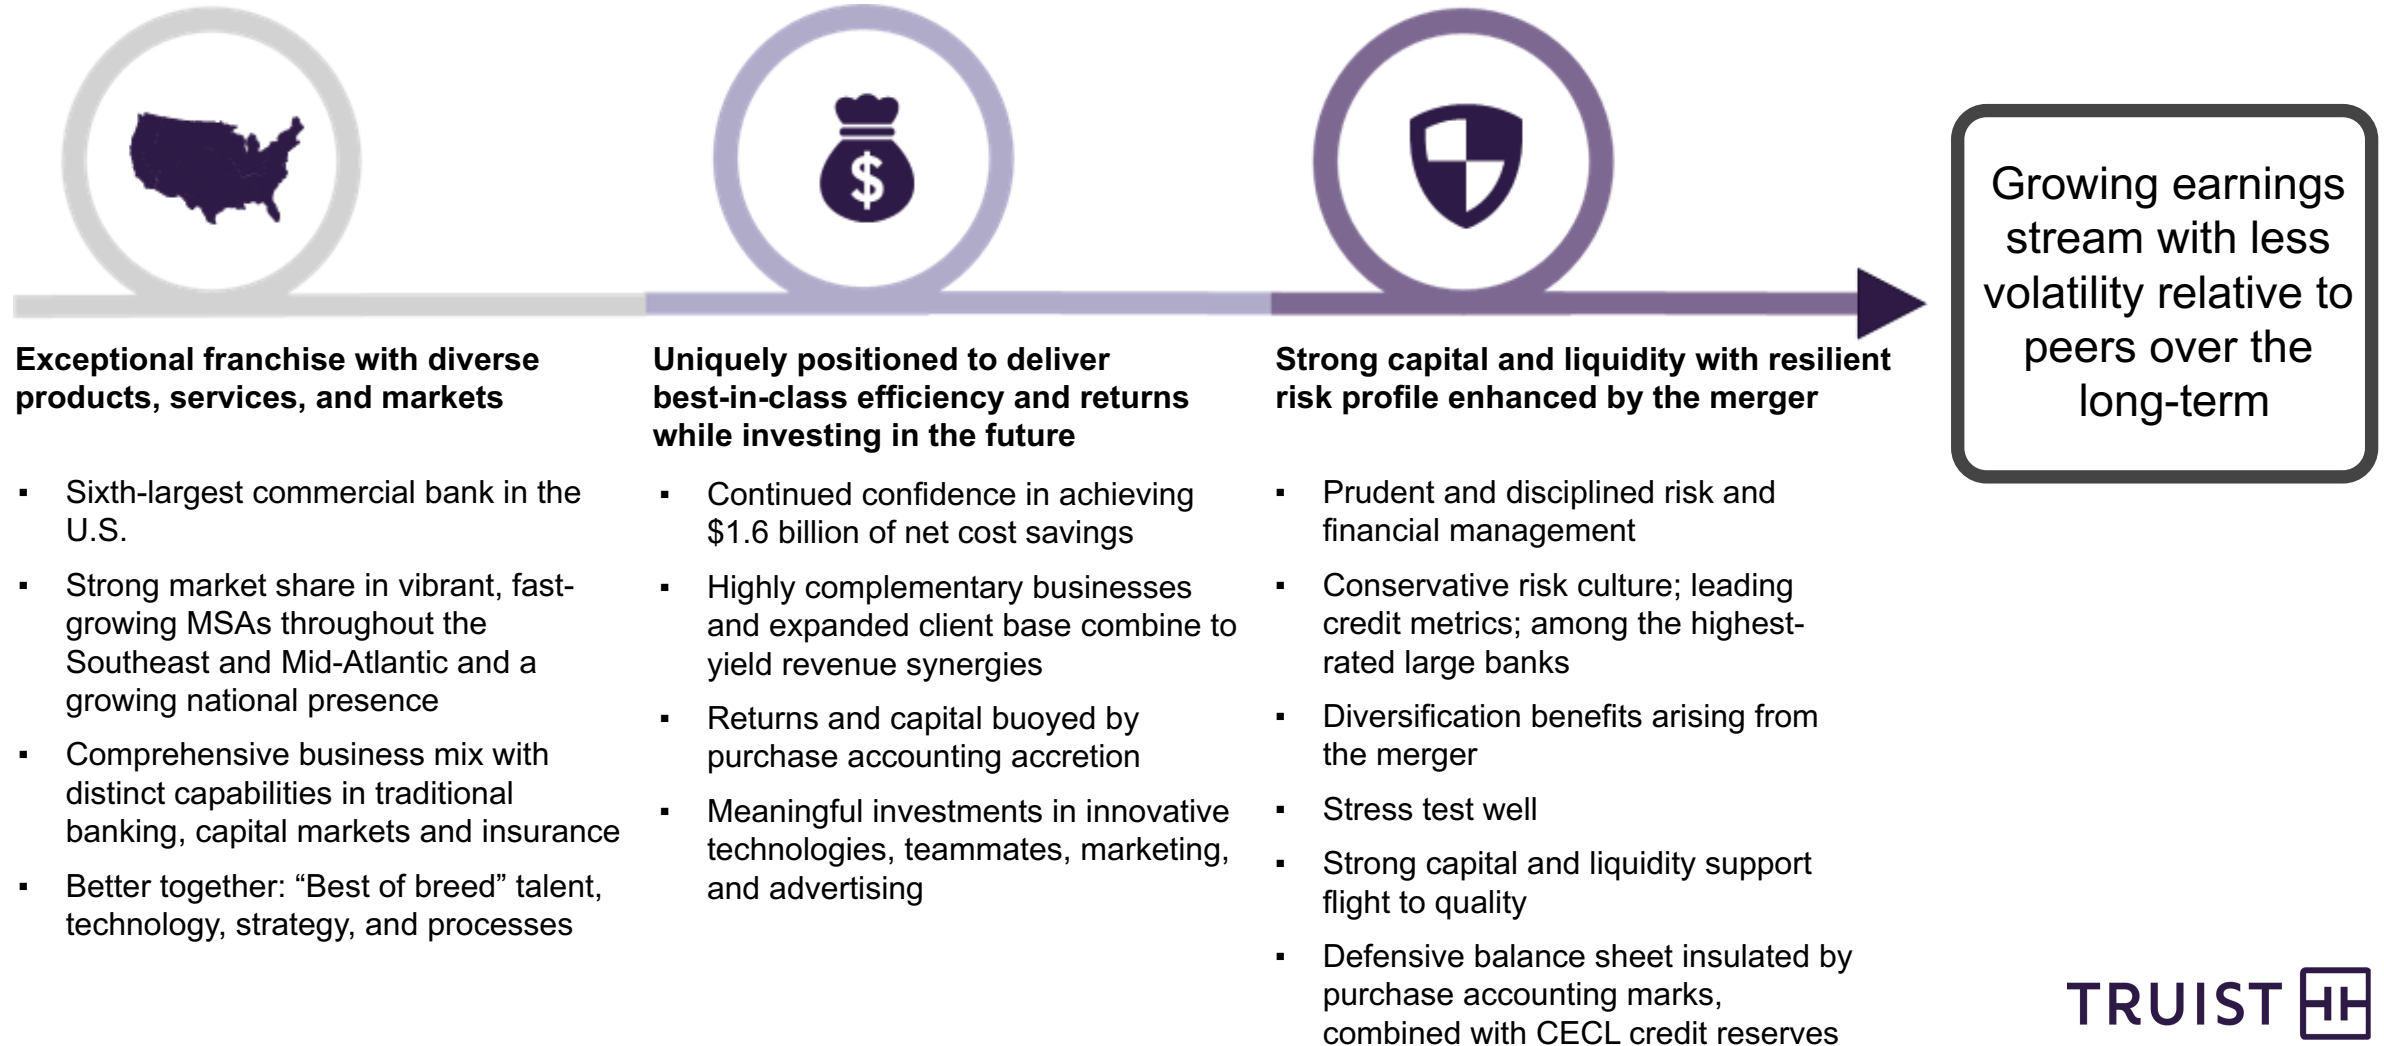 Exceptional franchise with diverse
products, services, and markets
▪ Sixth-largest commercial bank in the
U.S.
▪ Strong market share in vibrant, fast-
growing MSAs throughout the
Southeast and Mid-Atlantic and a
growing national presence
▪ Comprehensive business mix with
distinct capabilities in traditional
banking, capital markets and insurance
▪ Better together: “Best of breed” talent,
technology, strategy, and processes
$
Uniquely positioned to deliver
best-in-class efficiency and returns
while investing in the future
▪ Continued confidence in achieving
$1.6 billion of net cost savings
▪ Highly complementary businesses
and expanded client base combine to
yield revenue synergies
▪ Returns and capital buoyed by
purchase accounting accretion
▪ Meaningful investments in innovative
technologies, teammates, marketing,
and advertising
Strong capital and liquidity with resilient
risk profile enhanced by the merger
▪ Prudent and disciplined risk and
financial management
▪ Conservative risk culture; leading
credit metrics; among the highest-
rated large banks
▪ Diversification benefits arising from
the merger
▪ Stress test well
▪ Strong capital and liquidity support
flight to quality
▪ Defensive balance sheet insulated by
purchase accounting marks,
combined with CECL credit reserves
Growing earnings
stream with less
volatility relative to
peers over the
long-term
TRUIST